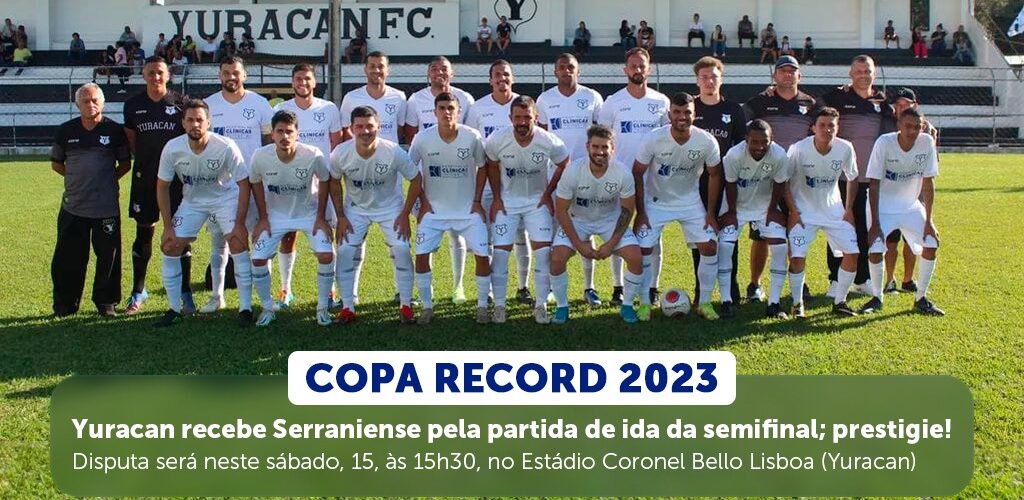 YURACAN F.C.
Y
YURACAN
CLÍNICAS
COPA RECORD 2023
Yuracan recebe Serraniense pela partida de ida da semifinal; prestigie!
Disputa será neste sábado, 15, às 15h30, no Estádio Coronel Bello Lisboa (Yuracan)